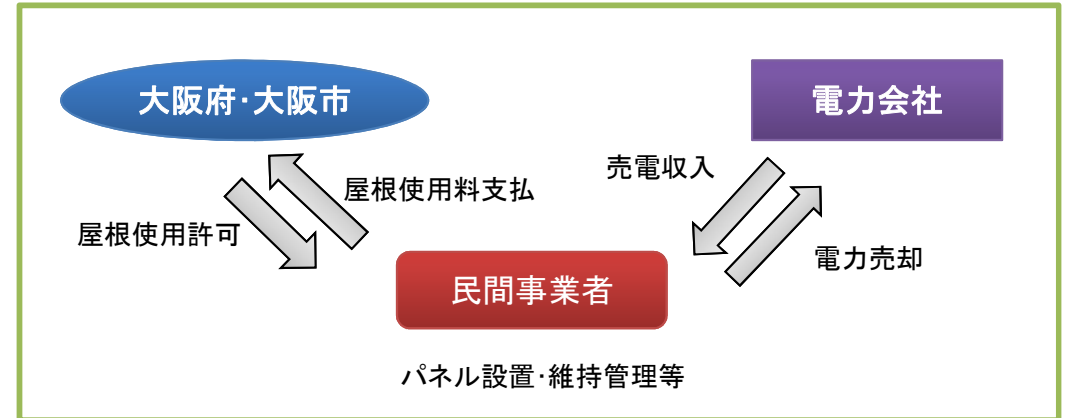 大阪府･大阪市
電力会社
売電収入
屋根使用料支払
屋根使用許可
電力売却
民間事業者
パネル設置･維持管理等